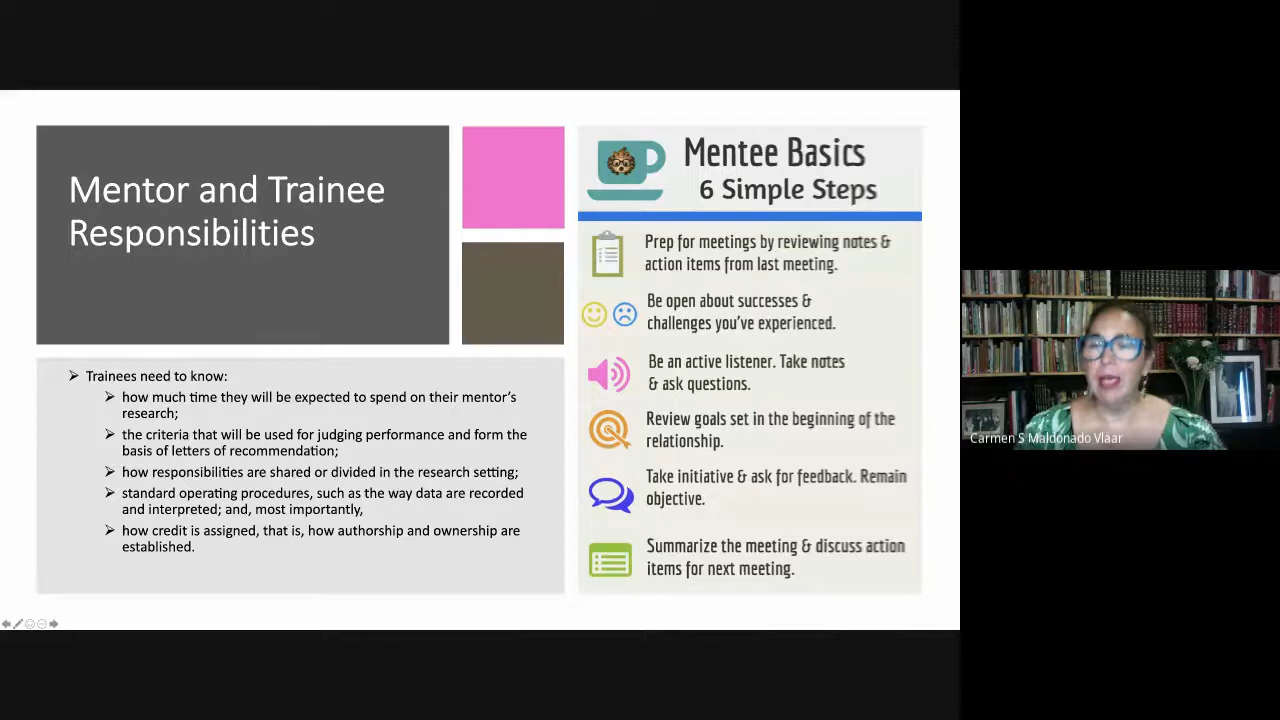 Mentor and Trainee
Responsibilities
➢ Trainees need to know:
➢ how much time they will be expected to spend on their mentor's
research;
➢ the criteria that will be used for judging performance and form the
basis of letters of recommendation;
➢ how responsibilities are shared or divided in the research setting;
➢ standard operating procedures, such as the way data are recorded
and interpreted; and, most importantly,
➢ how credit is assigned, that is, how authorship and ownership are
established.
Mentee Basics
6 Simple Steps
Prep for meetings by reviewing notes &
action items from last meeting.
Be open about successes &
challenges you've experienced.
Be an active listener. Take notes
& ask questions.
Review goals set in the beginning of the
relationship.
Take initiative & ask for feedback. Remain
objective.
Summarize the meeting & discuss action
items for next meeting.
Carmen S Maldonado Vlaar